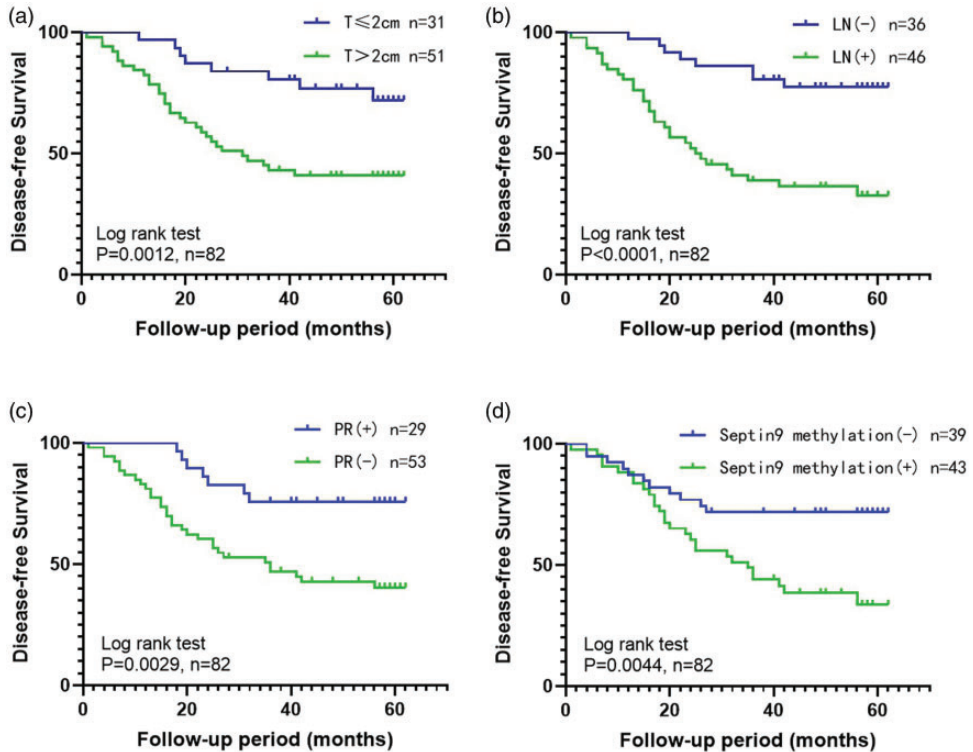 (a)
T≤2cm n=31
T>2cm n=51
100
50
0
Disease-free Survival
Log rank test
P=0.0012, n=82
0 20 40 60
Follow-up period (months)
(b)
LN(-) n=36
LN(+) n=46
100
50
0
Disease-free Survival
Log rank test
P<0.0001, n=82
0 20 40 60
Follow-up period (months)
(c)
PR(+) n=29
PR(-) n=53
100
50
0
Disease-free Survival
Log rank test
P=0.0029, n=82
0 20 40 60
Follow-up period (months)
(d)
Septin9 methylation(-) n=39
Septin9 methylation(+) n=43
100
50
0
Disease-free Survival
Log rank test
P=0.0044, n=82
0 20 40 60
Follow-up period (months)